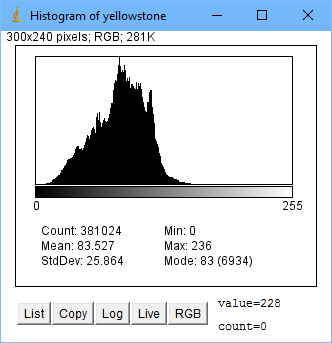 Histogram of yellowstone
300x240 pixels; RGB; 281K
0 255
Count: 381024 Min: 0
Mean: 83.527 Max: 236
StdDev: 25.864 Mode: 83 (6934)
List Copy Log Live RGB
value=228
count=0